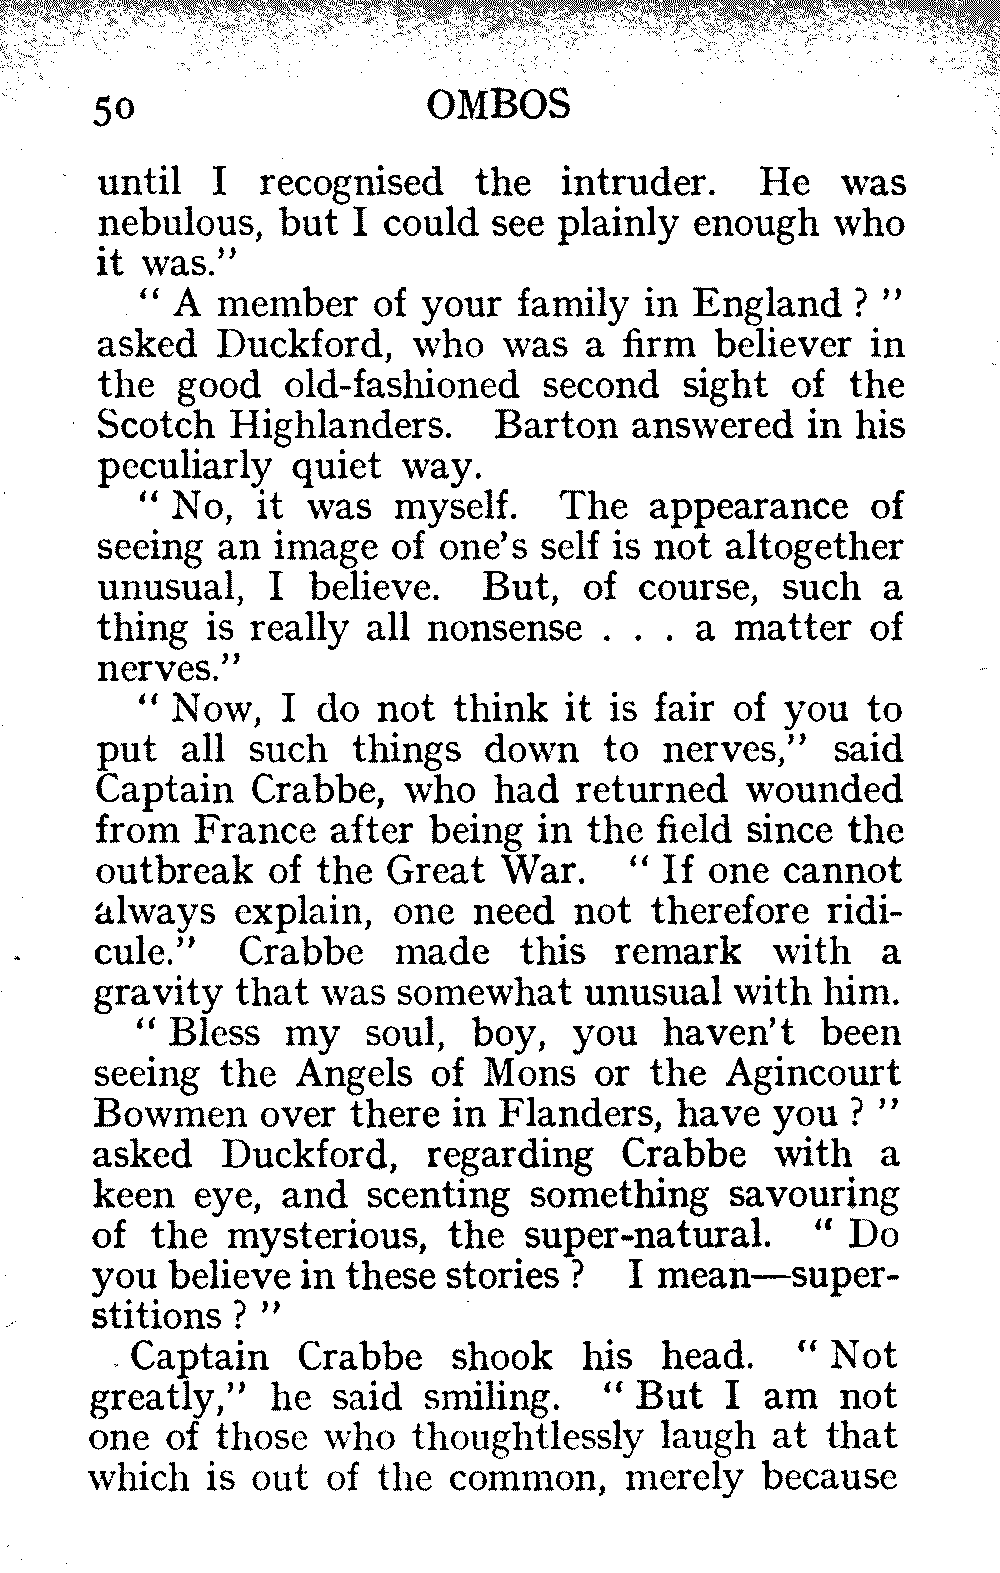 50 OMBOS
until I recognised the intruder. He was
nebulous, but I could see plainly enough who
it was."
" A member of your family in England ? "
asked Duckford, who was a firm believer in
the good old-fashioned second sight of the
Scotch Highlanders. Barton answered in his
peculiarly quiet way.
" No, it was myself. The appearance of
seeing an image of one's self is not altogether
unusual, I believe. But, of course, such a
thing is really all nonsense . . . a matter of
nerves."
" Now, I do not think it is fair of you to
put all such things down to nerves," said
Captain Crabbe, who had returned wounded
from France after being in the field since the
outbreak of the Great War. " If one cannot
always explain, one need not therefore ridi-
cule." Crabbe made this remark with a
gravity that was somewhat unusual with him.
" Bless my soul, boy, you haven't been
seeing the Angels of Mons or the Agincourt
Bowmen over there in Flanders, have you ? "
asked Duckford, regarding Crabbe with a
keen eye, and scenting something savouring
of the mysterious, the super-natural. " Do
you believe in these stories ? I mean—super-
stitions ? "
Captain Crabbe shook his head. " Not
greatly," he said smiling. " But I am not
one of those who thoughtlessly laugh at that
which is out of the common, merely because